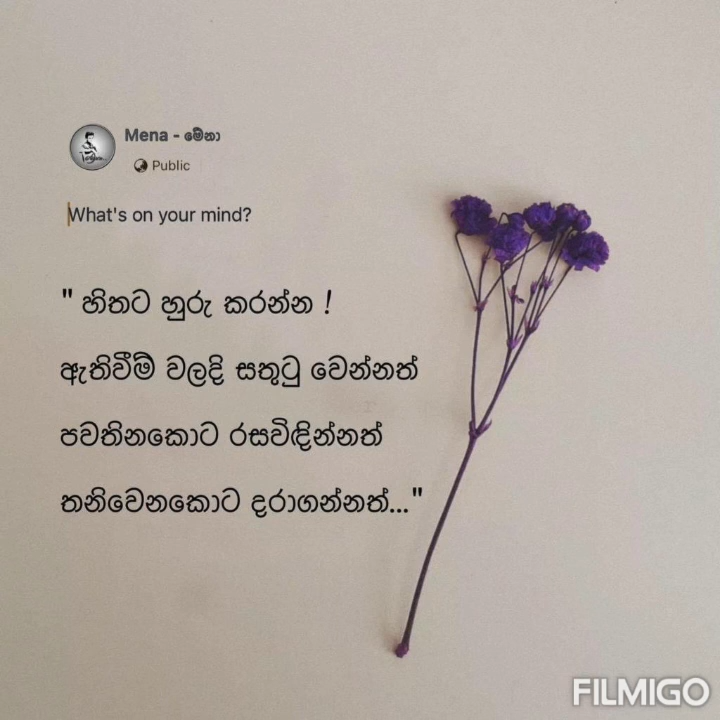 Mena - මේනා
Public
What's on your mind?
" හිතට හුරු කරන්න !
ඇතිවීම් වලදි සතුටු වෙන්නත්
පවතිනකොට රසවිඳින්නත්
තනිවෙනකොට දරාගන්නත්..."
FILMIGO